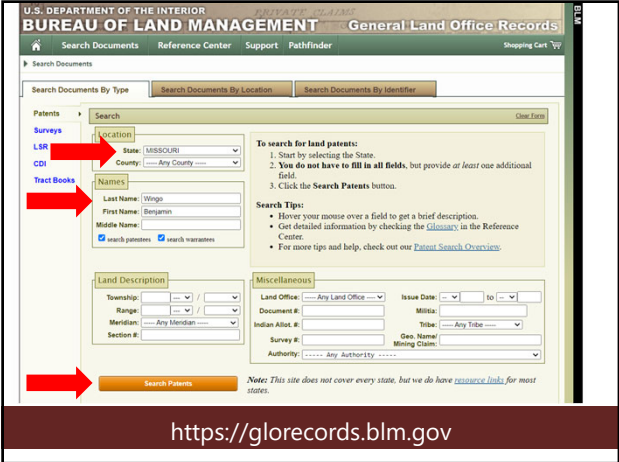 U.S. DEPARTMENT OF THE INTERIOR
PRIVATE CLAIMS
BUREAU OF LAND MANAGEMENT General Land Office Records
BLM
Search Documents Reference Center Support Pathfinder Shopping Cart
Search Documents
Search Documents By Type Search Documents By Location Search Documents By Identifier
Patents
Surveys
LSR
CDI
Tract Books
Search Clear Form
Location
State: MISSOURI
County: ----- Any County -----
Names
Last Name: Wingo
First Name: Benjamin
Middle Name:
search patentees search warrantees
To search for land patents:
1. Start by selecting the State.
2. You do not have to fill in all fields, but provide at least one additional
field.
3. Click the Search Patents button.
Search Tips:
• Hover your mouse over a field to get a brief description.
• Get detailed information by checking the Glossary in the Reference
Center.
• For more tips and help, check out our Patent Search Overview.
Land Description
Township: --- /
Range: --- /
Meridian: ----- Any Meridian -----
Section #:
Miscellaneous
Land Office: ----- Any Land Office ---- Issue Date: -- to --
Document #: Militia:
Indian Allot. #: Tribe: ----- Any Tribe -----
Survey #: Geo. Name/
Mining Claim:
Authority: ----- Any Authority -----
Search Patents
Note: This site does not cover every state, but we do have resource links for most
states.
https://glorecords.blm.gov